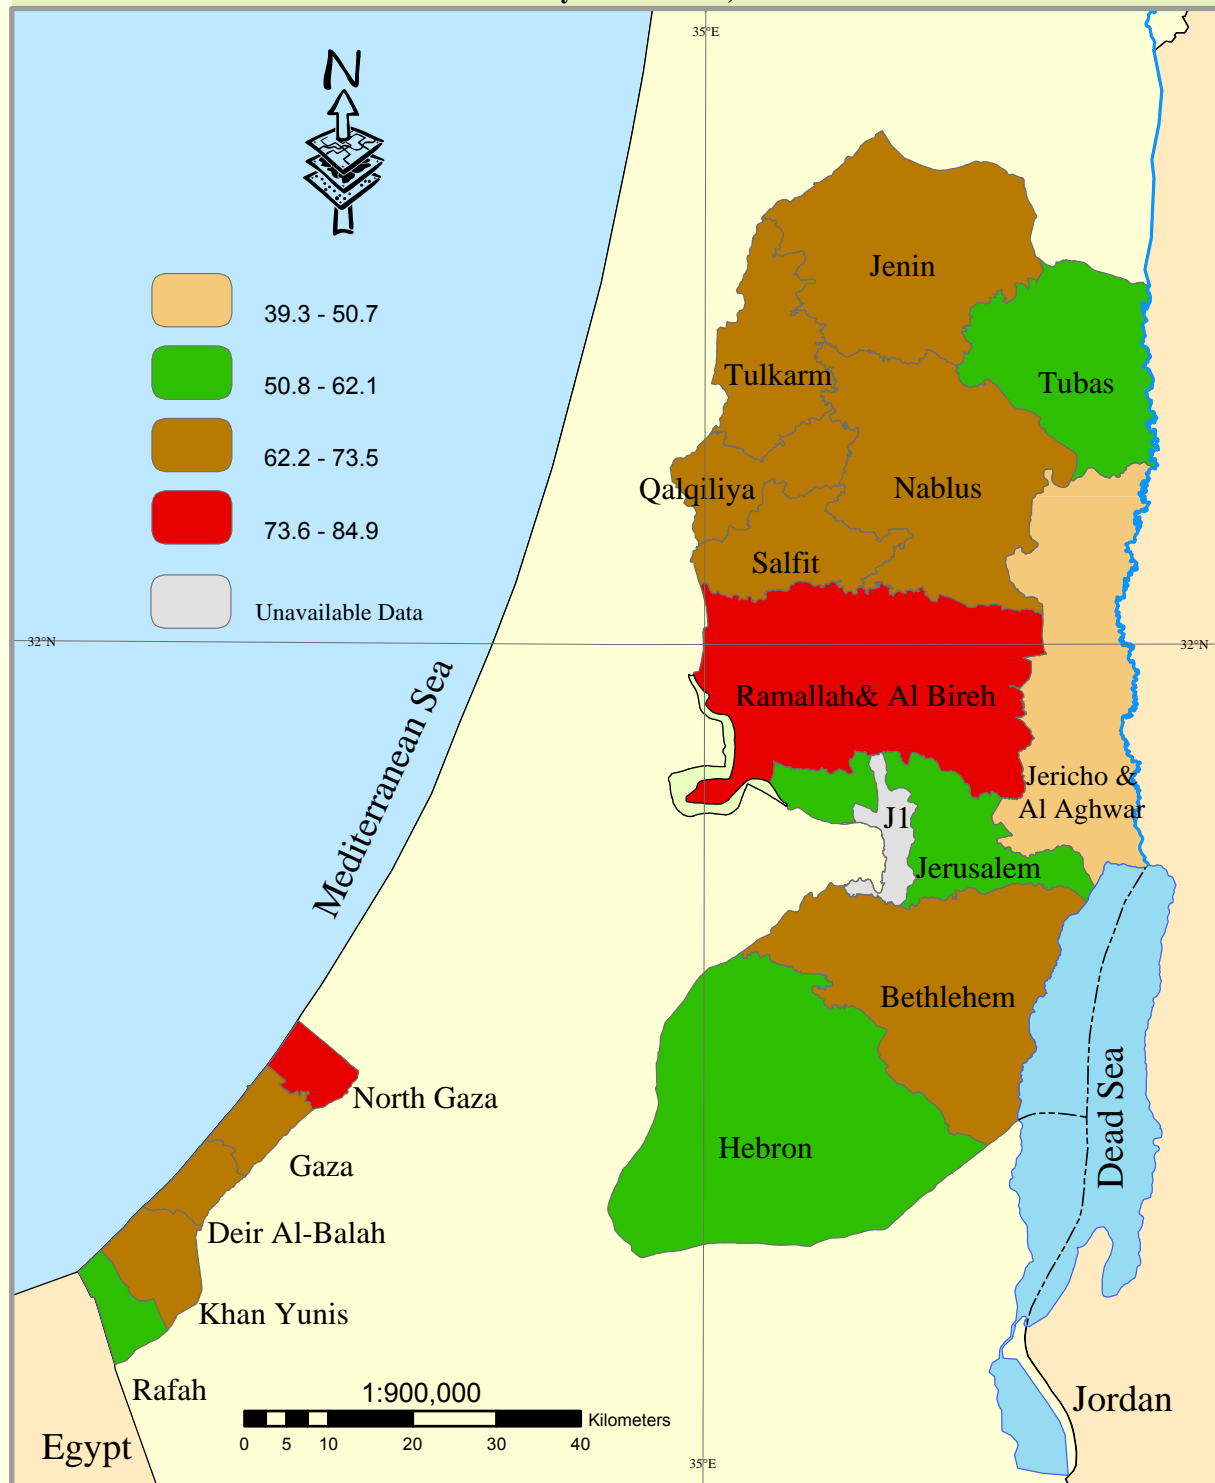 35°E
N
Jenin
39.3 - 50.7
50.8 - 62.1
Tulkarm
Tubas
62.2 - 73.5
Qalqiliya
Nablus
73.6 - 84.9
Salfit
Unavailable Data
32°N
32°N
Mediterranean Sea
Ramallah& Al Bireh
Jericho &
Al Aghwar
J1
Jerusalem
Bethlehem
Dead Sea
North Gaza
Hebron
Gaza
Deir Al-Balah
Khan Yunis
Rafah
1:900,000
Kilometers
0 5 10 20 30 40
Jordan
Egypt
35°E